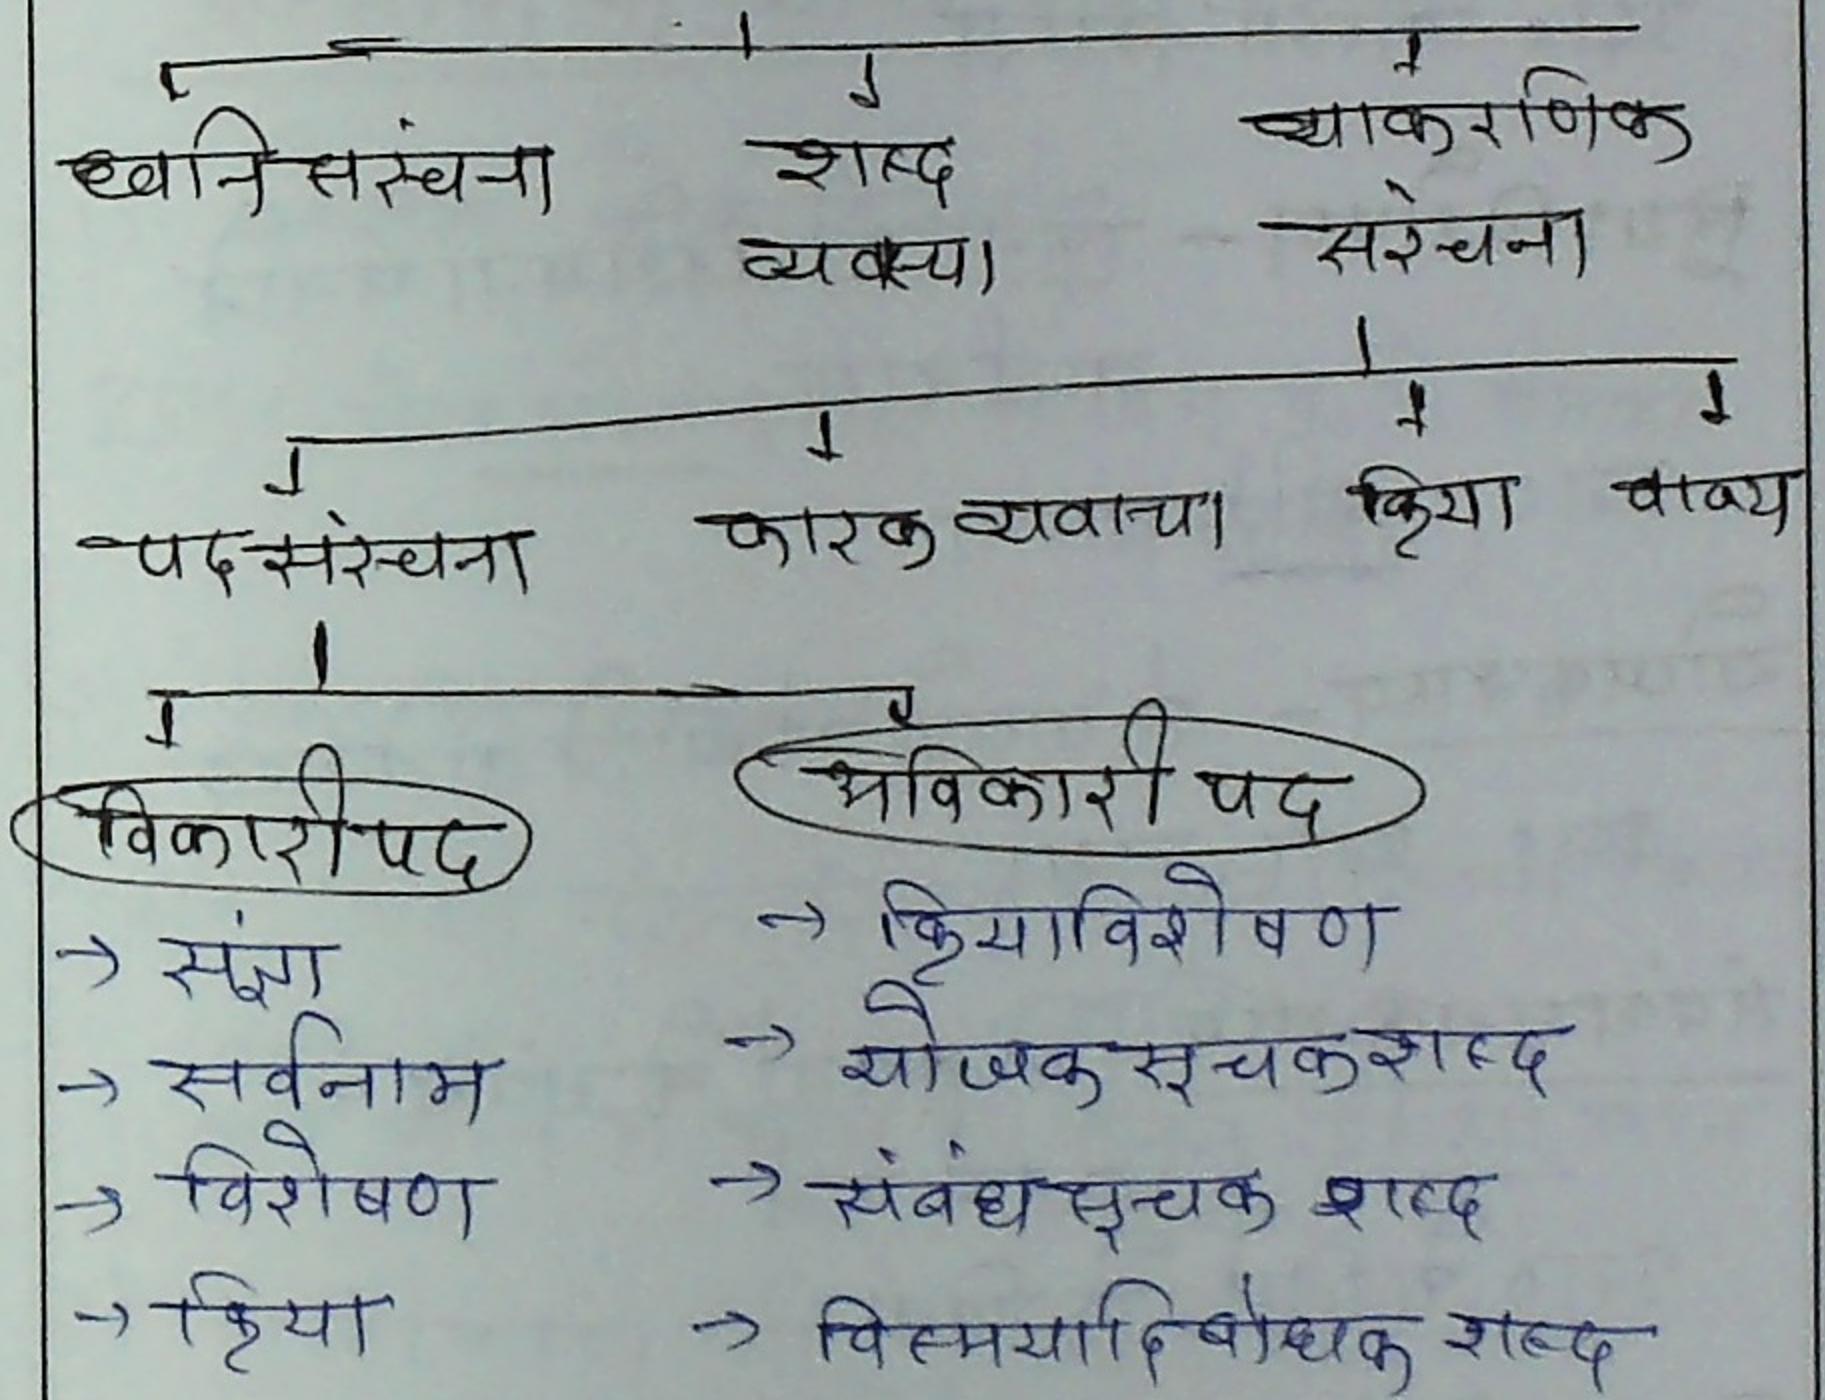 ध्वनि संरचना
शब्द
व्यवस्था
व्याकरणिक
संरचना
पद संरचना
कारक व्यवस्था
क्रिया
वाक्य
विकारी पद
अविकारी पद
→ संज्ञा
→ सर्वनाम
→ विशेषण
→ क्रिया
→ क्रियाविशेषण
→ योजक सूचक शब्द
→ संबंध सूचक शब्द
→ विस्मयादि बोधक शब्द